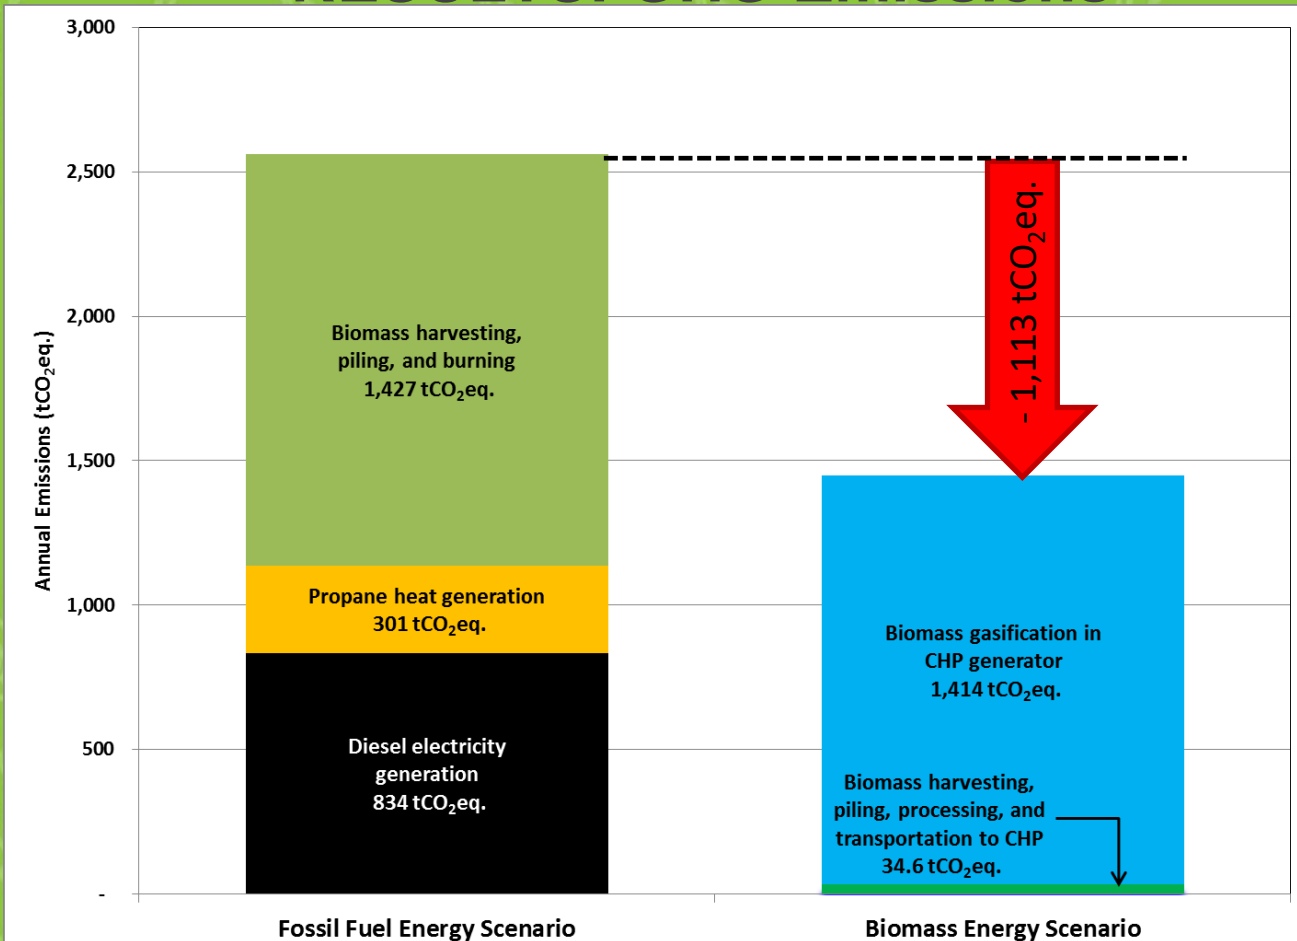 RESULTS: GHG Emissions
3,000
2,500
2,000
1,500
1,000
500
-
Annual Emissions (tCO₂eq.)
Biomass harvesting,
piling, and burning
1,427 tCO₂eq.
Propane heat generation
301 tCO₂eq.
Diesel electricity
generation
834 tCO₂eq.
- 1,113 tCO₂eq.
Biomass gasification in
CHP generator
1,414 tCO₂eq.
Biomass harvesting,
piling, processing, and
transportation to CHP
34.6 tCO₂eq.
Fossil Fuel Energy Scenario
Biomass Energy Scenario